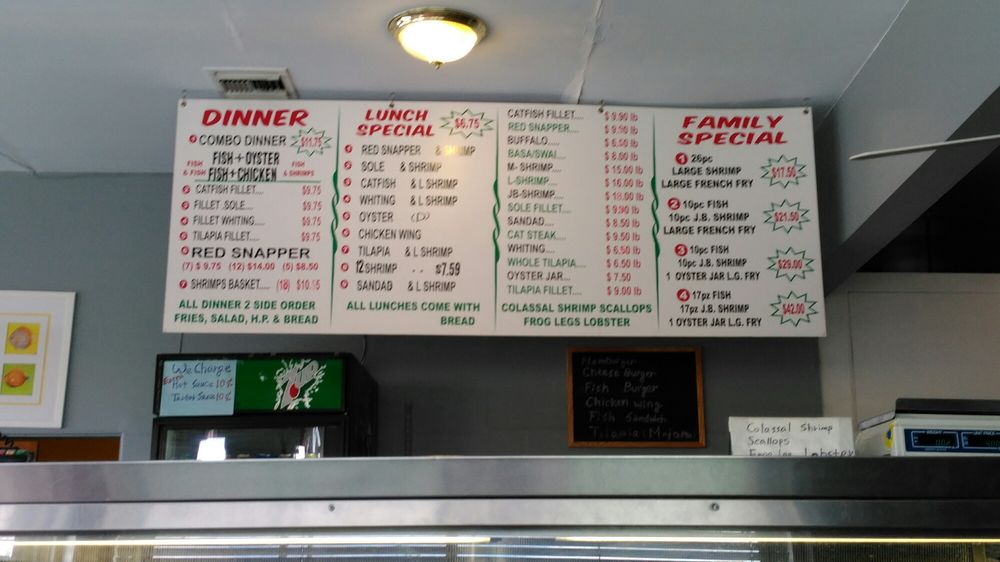 DINNER
COMBO DINNER $11.75
FISH FISH + OYSTER FISH
& FISH FISH + CHICKEN & SHRIMPS
CATFISH FILLET.... $9.75
FILLET SOLE.... $9.75
FILLET WHITING.... $9.75
TILAPIA FILLET.... $9.75
RED SNAPPER
(7) $ 9.75 (12) $14.00 (5) $8.50
7 SHRIMPS BASKET.... (18) $10.15
ALL DINNER 2 SIDE ORDER
FRIES, SALAD, H.P. & BREAD
LUNCH
SPECIAL $6.75
RED SNAPPER & SHRIMP
SOLE & SHRIMP
CATFISH & L SHRIMP
WHITING & L SHRIMP
OYSTER
CHICKEN WING
TILAPIA & L SHRIMP
12 SHRIMP - - $7.59
SANDAD & L SHRIMP
ALL LUNCHES COME WITH
BREAD
CATFISH FILLET.... $ 9.90 lb
RED SNAPPER.... $ 9.90 lb
BUFFALO..... $ 6.50 lb
BASA/SWAI.... $ 8.00 lb
M- SHRIMP.... $ 15.00 lb
L-SHRIMP.... $ 16.00 lb
JB-SHRIMP.... $ 18.00 lb
SOLE FILLET.... $ 9.90 lb
SANDAD.... $ 8.50 lb
CAT STEAK.... $ 9.50 lb
WHITING..... $ 6.50 lb
WHOLE TILAPIA.... $ 6.50 lb
OYSTER JAR.... $ 7.50
TILAPIA FILLET.... $ 9.00 lb
COLOSSAL SHRIMP SCALLOPS
FROG LEGS LOBSTER
FAMILY
SPECIAL
1 26pc
LARGE SHRIMP $17.50
LARGE FRENCH FRY
2 10pc FISH
10pc J.B. SHRIMP $21.50
LARGE FRENCH FRY
3 10pc FISH
10pc J.B. SHRIMP $29.00
1 OYSTER JAR L.G. FRY
4 17pz FISH
17pz J.B. SHRIMP $42.00
1 OYSTER JAR L.G. FRY
We Charge
Extra
Hot Sauce 10¢
Tartar Sauce 10¢
7up
Hamburger
Cheese Burger
Fish Burger
Chicken wing
Fish Sandwich
Colassal Shrimp
Scallops
Lobster